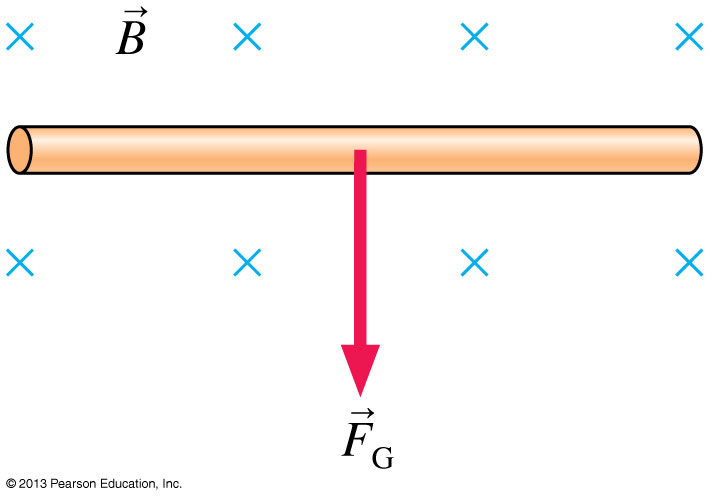 B⃗
F⃗G
© 2013 Pearson Education, Inc.